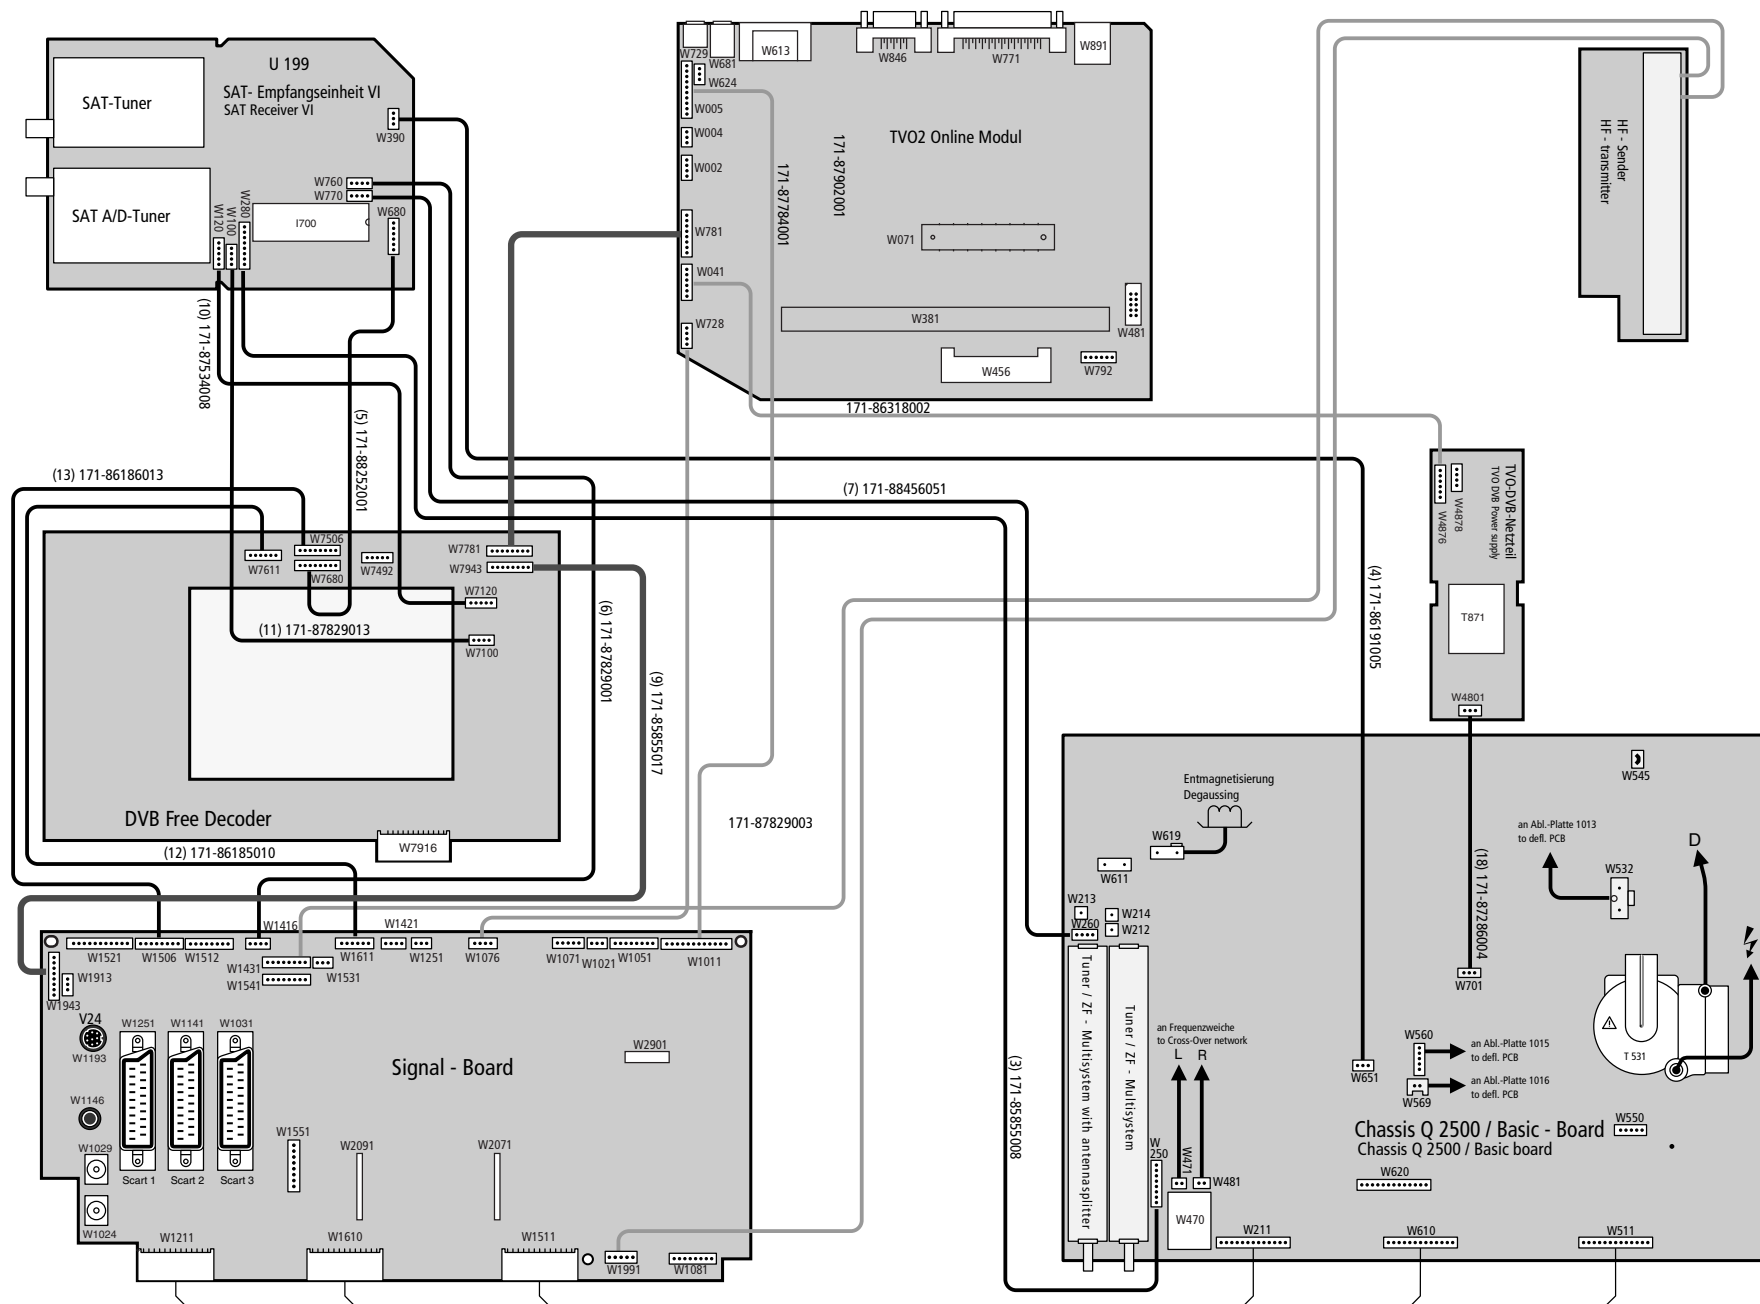 U 199
SAT- Empfangseinheit VI
SAT Receiver VI
SAT-Tuner
SAT A/D-Tuner
W390
W760
W770
W680
I700
W120
W100
W280
(10) 171-87534008
(5) 171-88252001
W729
W681
W613
W846
W771
W891
W624
W005
W004
W002
W781
W041
W728
TVO2 Online Modul
171-87784001
171-87902001
W071
W381
W481
W456
W792
171-86318002
HF - Sender
HF - transmitter
TVO-DVB-Netzteil
TVO DVB Power supply
W4878
W4876
T871
W4801
(13) 171-86186013
(7) 171-88456051
(4) 171-86191005
W7506
W7611
W7680
W7492
W7781
W7943
W7120
W7100
(11) 171-87829013
(6) 171-87829001
(9) 171-85855017
DVB Free Decoder
W7916
(12) 171-86185010
171-87829003
W1521
W1506
W1512
W1416
W1431
W1541
W1531
W1611
W1421
W1251
W1076
W1071
W1021
W1051
W1011
W1913
W1943
V24
W1193
W1251
W1141
W1031
W1146
W1029
W1024
Scart 1
Scart 2
Scart 3
Signal - Board
W2901
W1551
W2091
W2071
W1211
W1610
W1511
W1991
W1081
(3) 171-85855008
Entmagnetisierung
Degaussing
W619
W611
W213
W260
W214
W212
Tuner / ZF - Multisystem with antennasplitter
Tuner / ZF - Multisystem
an Frequenzweiche
to Cross-Over network
L R
W
250
W471
W481
W470
W211
W610
W511
W545
an Abl.-Platte 1013
to defl. PCB
D
W532
(18) 171-87286004
W701
T 531
W651
W560
an Abl.-Platte 1015
to defl. PCB
W569
an Abl.-Platte 1016
to defl. PCB
Chassis Q 2500 / Basic - Board
Chassis Q 2500 / Basic board
W550
W620